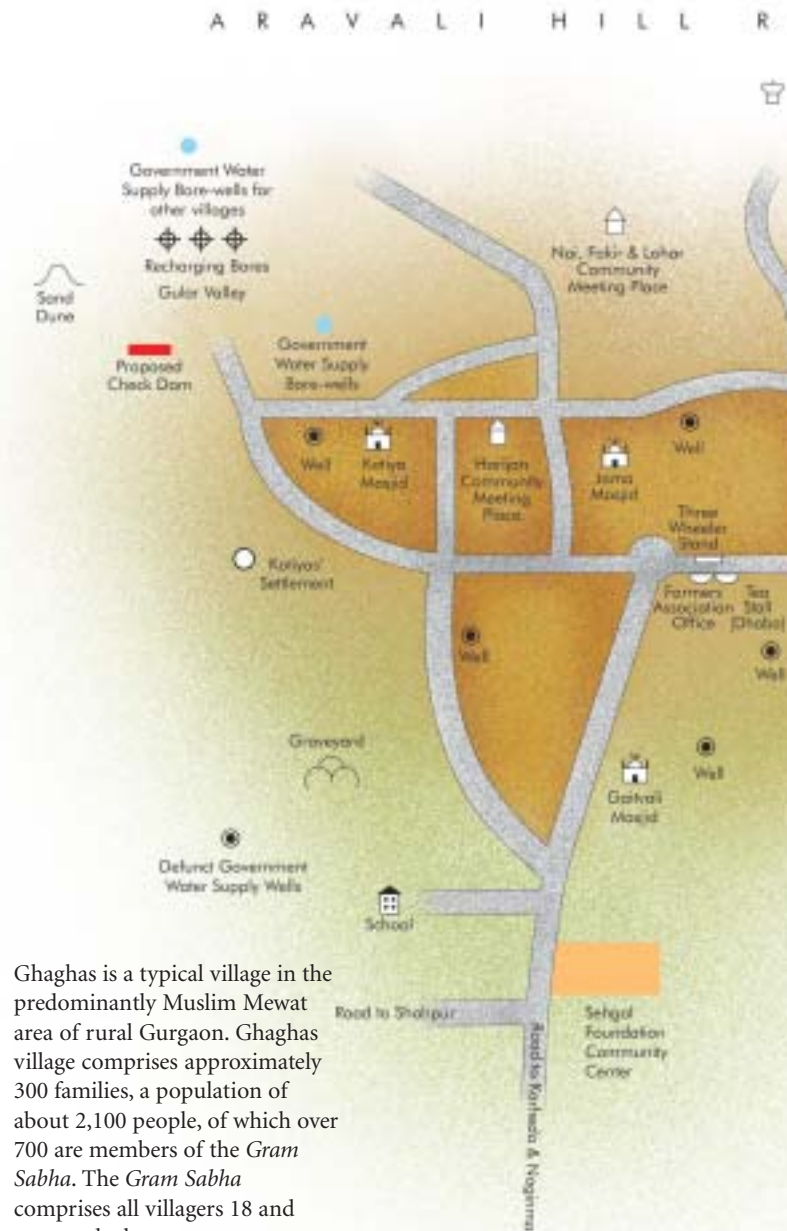 A R A V A L I H I L L R
Government Water
Supply Bore-wells for
other villages
Recharging Bores
Gular Valley
Sand
Dune
Proposed
Check Dam
Government
Water Supply
Bore-wells
Nai, Fakir & Lohar
Community
Meeting Place
Well
Kotiya
Masjid
Harijan
Community
Meeting
Place
Jama
Masjid
Well
Three
Wheeler
Stand
Kotiyas'
Settlement
Farmers
Association
Office
Tea
Stall
(Dhaba)
Well
Well
Graveyard
Well
Gaitvali
Masjid
Defunct Government
Water Supply Wells
School
Road to Shahpur
Sehgal
Foundation
Community
Center
Road to Karheda &
Ghaghas is a typical village in the
predominantly Muslim Mewat
area of rural Gurgaon. Ghaghas
village comprises approximately
300 families, a population of
about 2,100 people, of which over
700 are members of the Gram
Sabha. The Gram Sabha
comprises all villagers 18 and